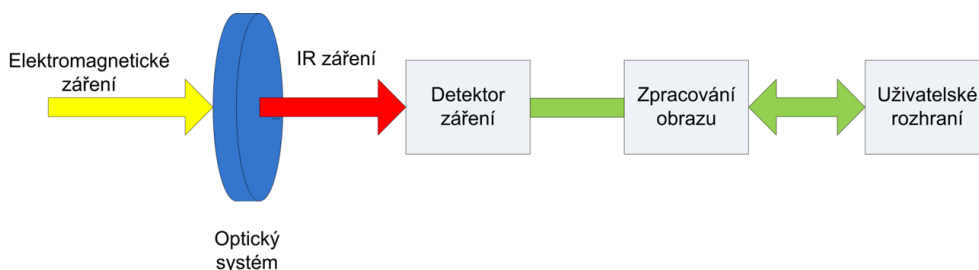 Elektromagnetické
záření
IR záření
Detektor
záření
Zpracování
obrazu
Uživatelské
rozhraní
Optický
systém